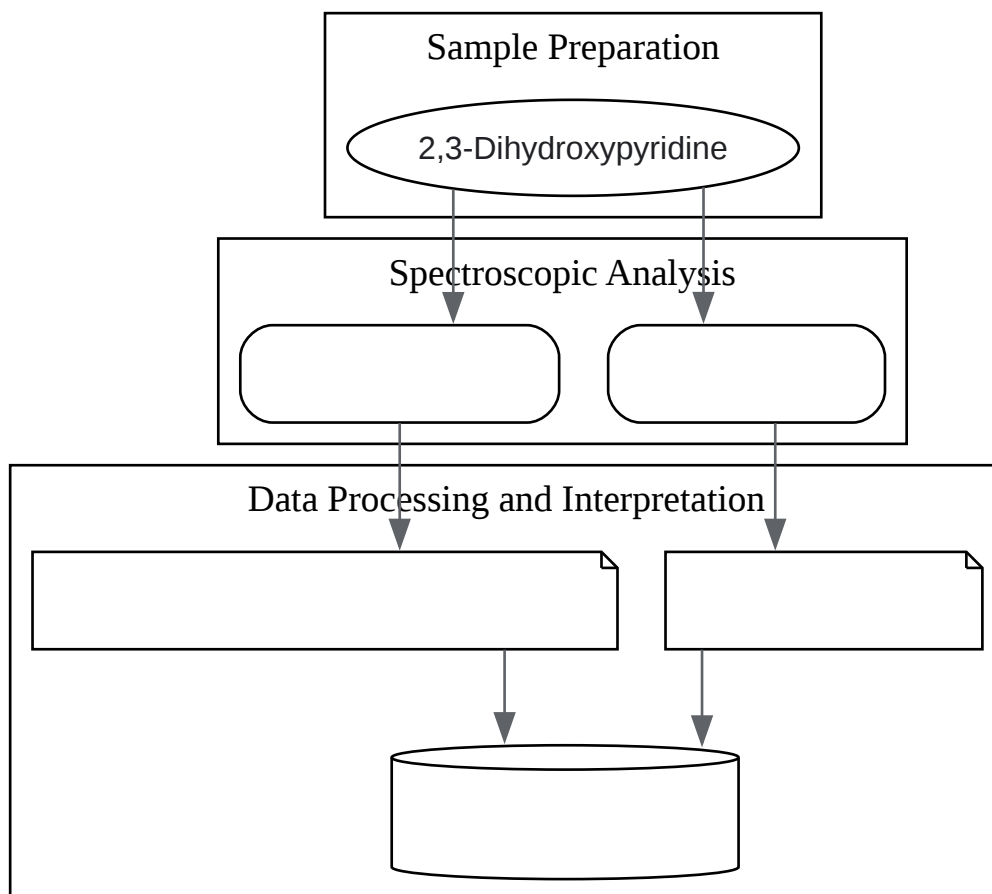 Sample Preparation
2,3-Dihydroxypyridine
Spectroscopic Analysis
Data Processing and Interpretation